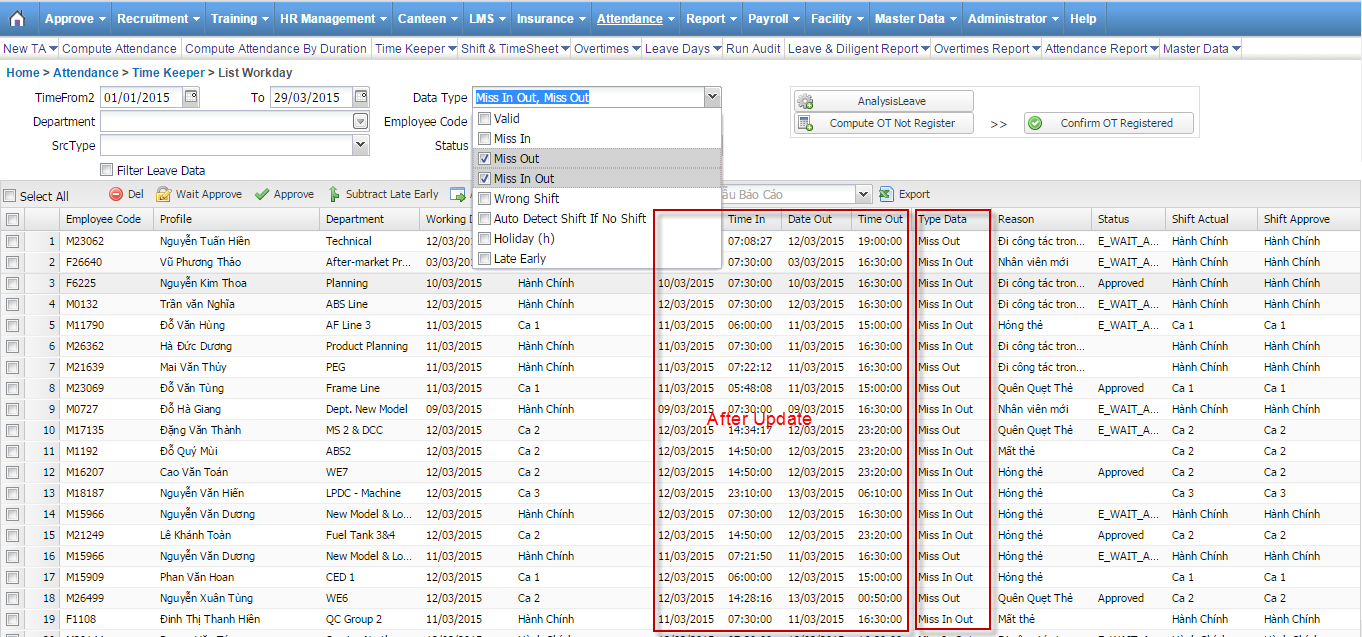 Approve Recruitment Training HR Management Canteen LMS Insurance Attendance Report Payroll Facility Master Data Administrator Help
New TA Compute Attendance Compute Attendance By Duration Time Keeper Shift & TimeSheet Overtimes Leave Days Run Audit Leave & Diligent Report Overtimes Report Attendance Report Master Data
Home > Attendance > Time Keeper > List Workday
TimeFrom2 01/01/2015 To 29/03/2015 Data Type Miss In Out, Miss Out AnalysisLeave
Department Employee Code Valid Compute OT Not Register >> Confirm OT Registered
SrcType Status Miss In
Miss Out
Filter Leave Data Miss In Out
Select All Del Wait Approve Approve Subtract Late Early Wrong Shift Báo Cáo Export
Auto Detect Shift If No Shift
Holiday (h)
Late Early
Employee Code Profile Department Working Time In Date Out Time Out Type Data Reason Status Shift Actual Shift Approve
1 M23062 Nguyễn Tuấn Hiền Technical 12/03/2015 07:08:27 12/03/2015 19:00:00 Miss Out Đi công tác tron... E_WAIT_A... Hành Chính Hành Chính
2 F26640 Vũ Phương Thảo After-market Pr... 03/03/2015 07:30:00 03/03/2015 16:30:00 Miss In Out Nhân viên mới E_WAIT_A... Hành Chính Hành Chính
3 F6225 Nguyễn Kim Thoa Planning 10/03/2015 Hành Chính 10/03/2015 07:30:00 10/03/2015 16:30:00 Miss In Out Đi công tác tron... Approved Hành Chính Hành Chính
4 M0132 Trần văn Nghĩa ABS Line 12/03/2015 Hành Chính 12/03/2015 07:30:00 12/03/2015 16:30:00 Miss In Out Đi công tác tron... E_WAIT_A... Hành Chính Hành Chính
5 M11790 Đỗ Văn Hùng AF Line 3 11/03/2015 Ca 1 11/03/2015 06:00:00 11/03/2015 15:00:00 Miss In Out Hỏng thẻ E_WAIT_A... Ca 1 Ca 1
6 M26362 Hà Đức Dương Product Planning 11/03/2015 Hành Chính 11/03/2015 07:30:00 11/03/2015 16:30:00 Miss In Out Đi công tác tron... Hành Chính Hành Chính
7 M21639 Mai Văn Thủy PEG 11/03/2015 Hành Chính 11/03/2015 07:22:12 11/03/2015 16:30:00 Miss Out Đi công tác tron... Hành Chính Hành Chính
8 M23069 Đỗ Văn Tùng Frame Line 11/03/2015 Ca 1 11/03/2015 05:48:08 11/03/2015 15:00:00 Miss Out Quên Quẹt Thẻ Approved Ca 1 Ca 1
9 M0727 Đỗ Hà Giang Dept. New Model 09/03/2015 Hành Chính 09/03/2015 07:30:00 09/03/2015 16:30:00 Miss In Out Nhân viên mới E_WAIT_A... Hành Chính Hành Chính
After Update
10 M17135 Đặng Văn Thành MS 2 & DCC 12/03/2015 Ca 2 12/03/2015 14:34:17 12/03/2015 23:20:00 Miss Out Quên Quẹt Thẻ E_WAIT_A... Ca 2 Ca 2
11 M1192 Đỗ Quý Mùi ABS2 12/03/2015 Ca 2 12/03/2015 14:50:00 12/03/2015 23:20:00 Miss In Out Mất thẻ Ca 2 Ca 2
12 M16207 Cao Văn Toán WE7 12/03/2015 Ca 2 12/03/2015 14:50:00 12/03/2015 23:20:00 Miss In Out Hỏng thẻ Approved Ca 2 Ca 2
13 M18187 Nguyễn Văn Hiến LPDC - Machine 12/03/2015 Ca 3 12/03/2015 23:10:00 13/03/2015 06:10:00 Miss In Out Hỏng thẻ Ca 3 Ca 3
14 M15966 Nguyễn Văn Dương New Model & Lo... 12/03/2015 Hành Chính 12/03/2015 07:30:00 12/03/2015 16:30:00 Miss In Out Hỏng thẻ E_WAIT_A... Hành Chính Hành Chính
15 M21249 Lê Khánh Toàn Fuel Tank 3&4 12/03/2015 Ca 2 12/03/2015 14:50:00 12/03/2015 23:20:00 Miss In Out Hỏng thẻ Approved Ca 2 Ca 2
16 M15966 Nguyễn Văn Dương New Model & Lo... 11/03/2015 Hành Chính 11/03/2015 07:21:50 11/03/2015 16:30:00 Miss Out Hỏng thẻ E_WAIT_A... Hành Chính Hành Chính
17 M15909 Phan Văn Hoan CED 1 12/03/2015 Ca 1 12/03/2015 06:00:00 12/03/2015 15:00:00 Miss In Out Hỏng thẻ Ca 1 Ca 1
18 M26499 Nguyễn Xuân Tùng WE6 12/03/2015 Ca 2 12/03/2015 14:28:16 13/03/2015 00:50:00 Miss Out Quên Quẹt Thẻ Approved Ca 2 Ca 2
19 F1108 Đinh Thị Thanh Hiền QC Group 2 11/03/2015 Hành Chính 11/03/2015 07:30:00 11/03/2015 16:30:00 Miss In Out Mất thẻ Hành Chính Hành Chính